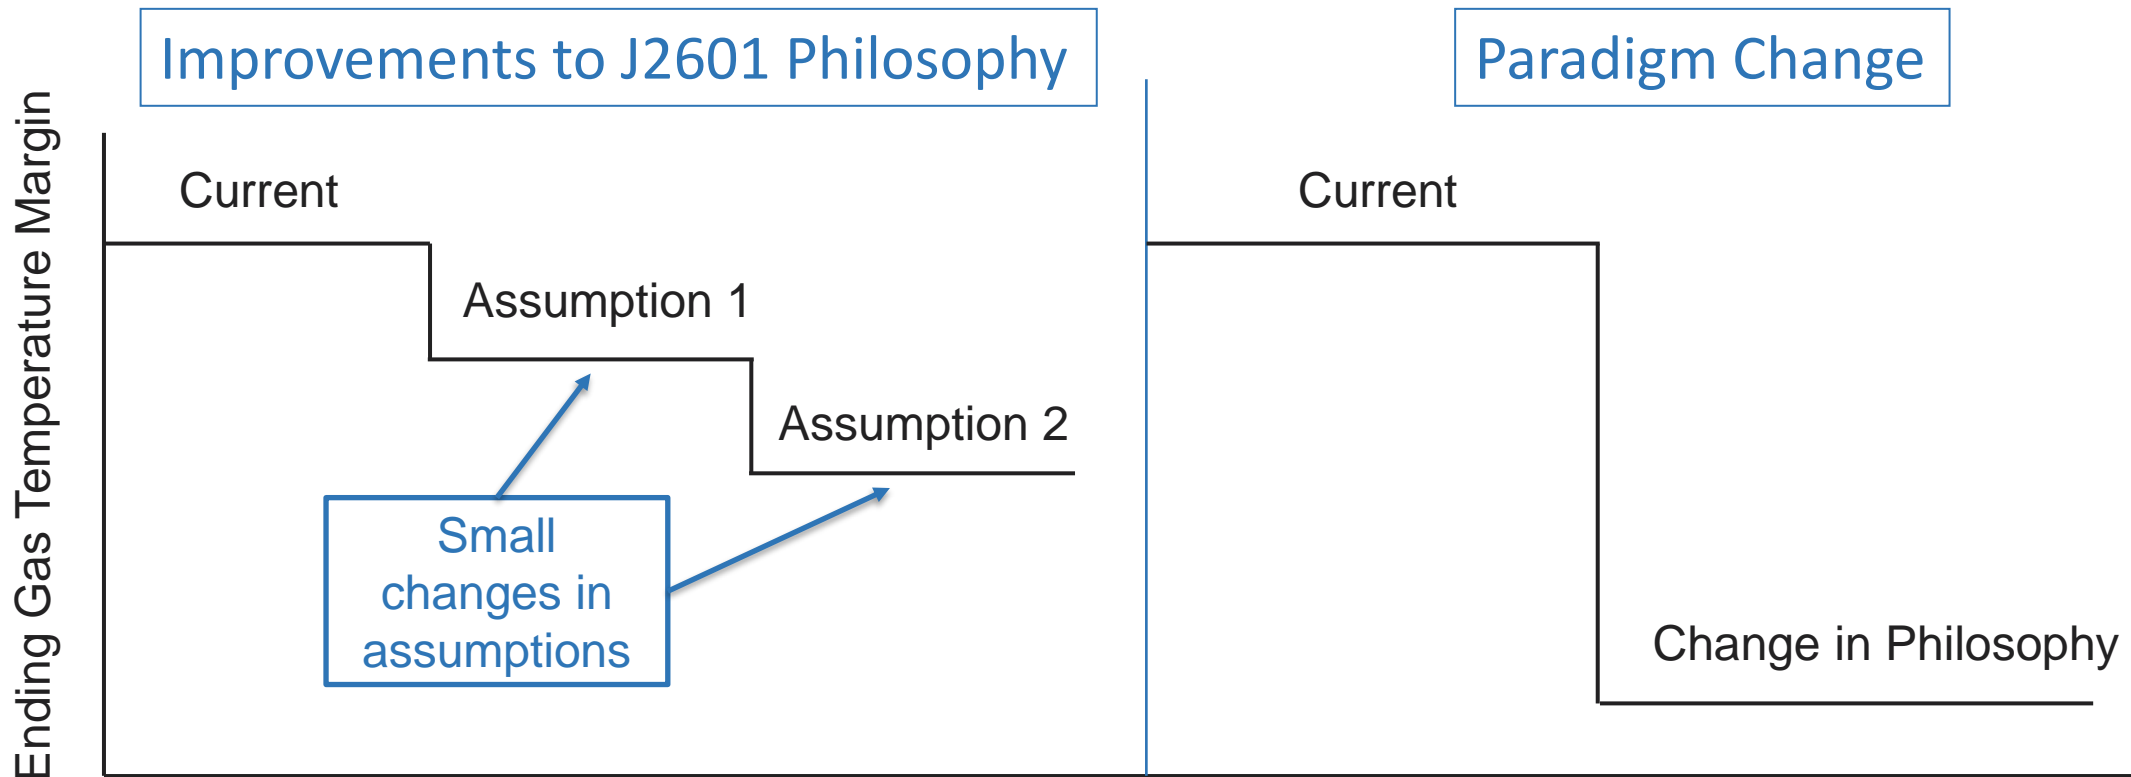 Improvements to J2601 Philosophy
Paradigm Change
Ending Gas Temperature Margin
Current
Assumption 1
Assumption 2
Small
changes in
assumptions
Current
Change in Philosophy